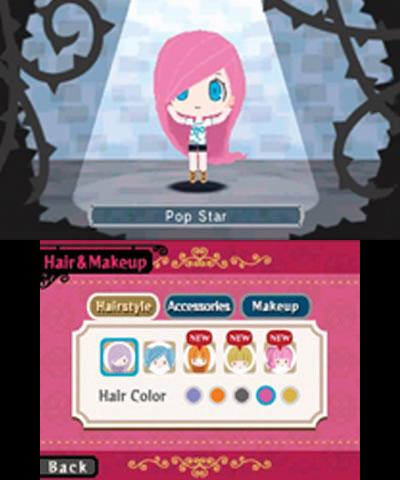 Pop Star
Hair&Makeup
Hairstyle Accessories Makeup
NEW NEW NEW
Hair Color
Back